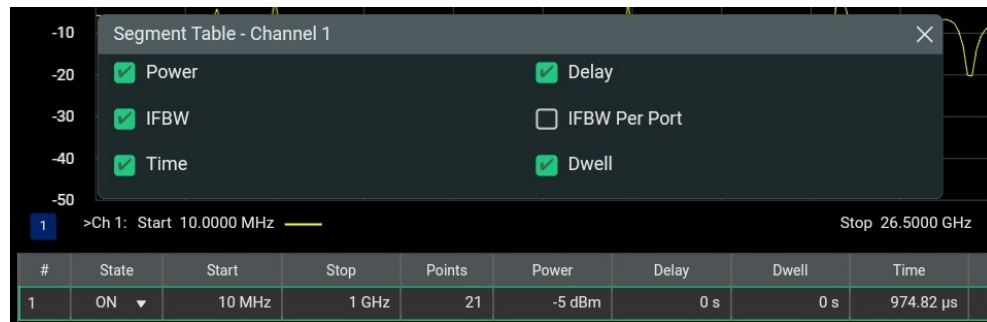 -10
Segment Table - Channel 1
-20
Power
Delay
-30
IFBW
IFBW Per Port
-40
Time
Dwell
-50
1
>Ch 1: Start 10.0000 MHz
Stop 26.5000 GHz
# State Start Stop Points Power Delay Dwell Time
1 ON 10 MHz 1 GHz 21 -5 dBm 0 s 0 s 974.82 µs